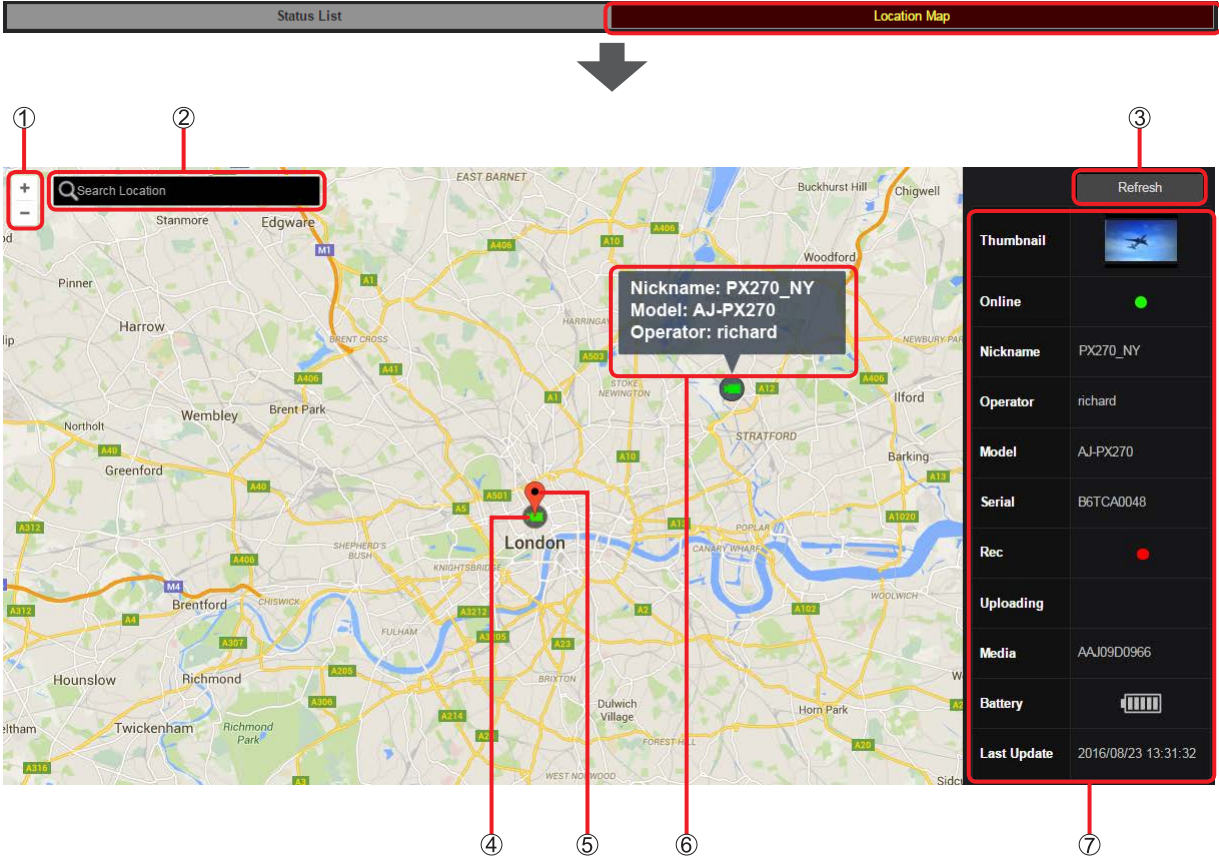 Status List
Location Map
① ② ③
+
−
Search Location
Refresh
EAST BARNET
Buckhurst Hill
Chigwell
Stanmore
Edgware
A406
A406
A10
M1
Woodford
A1
Pinner
Nickname: PX270_NY
Model: AJ-PX270
Operator: richard
Harrow
HARRINGAY
BRENT CROSS
NEWBURY PAR
lip
A503
A41
A406
A406
STOKE NEWINGTON
A12
A1
Ilford
Wembley
Brent Park
Northolt
STRATFORD
A40
A10
Barking
Greenford
A13
A40
A501
A5
A312
A13
A1020
POPLAR
London
SHEPHERD'S BUSH
CANARY WHARF
A406
KNIGHTSBRIDGE
M4
WOOLWICH
Brentford
CHISWICK
A312
A4
A3212
A2
A102
FULHAM
A307
A3205
A23
A205
Hounslow
Richmond
BRIXTON
A306
Dulwich Village
Horn Park
A2
eltham
Twickenham
Richmond Park
A214
A23
A20
FOREST HILL
A316
A3
WEST NORWOOD
Sidcu
Thumbnail
Online
Nickname PX270_NY
Operator richard
Model AJ-PX270
Serial B6TCA0048
Rec
Uploading
Media AAJ09D0966
Battery
Last Update 2016/08/23 13:31:32
④ ⑤ ⑥ ⑦